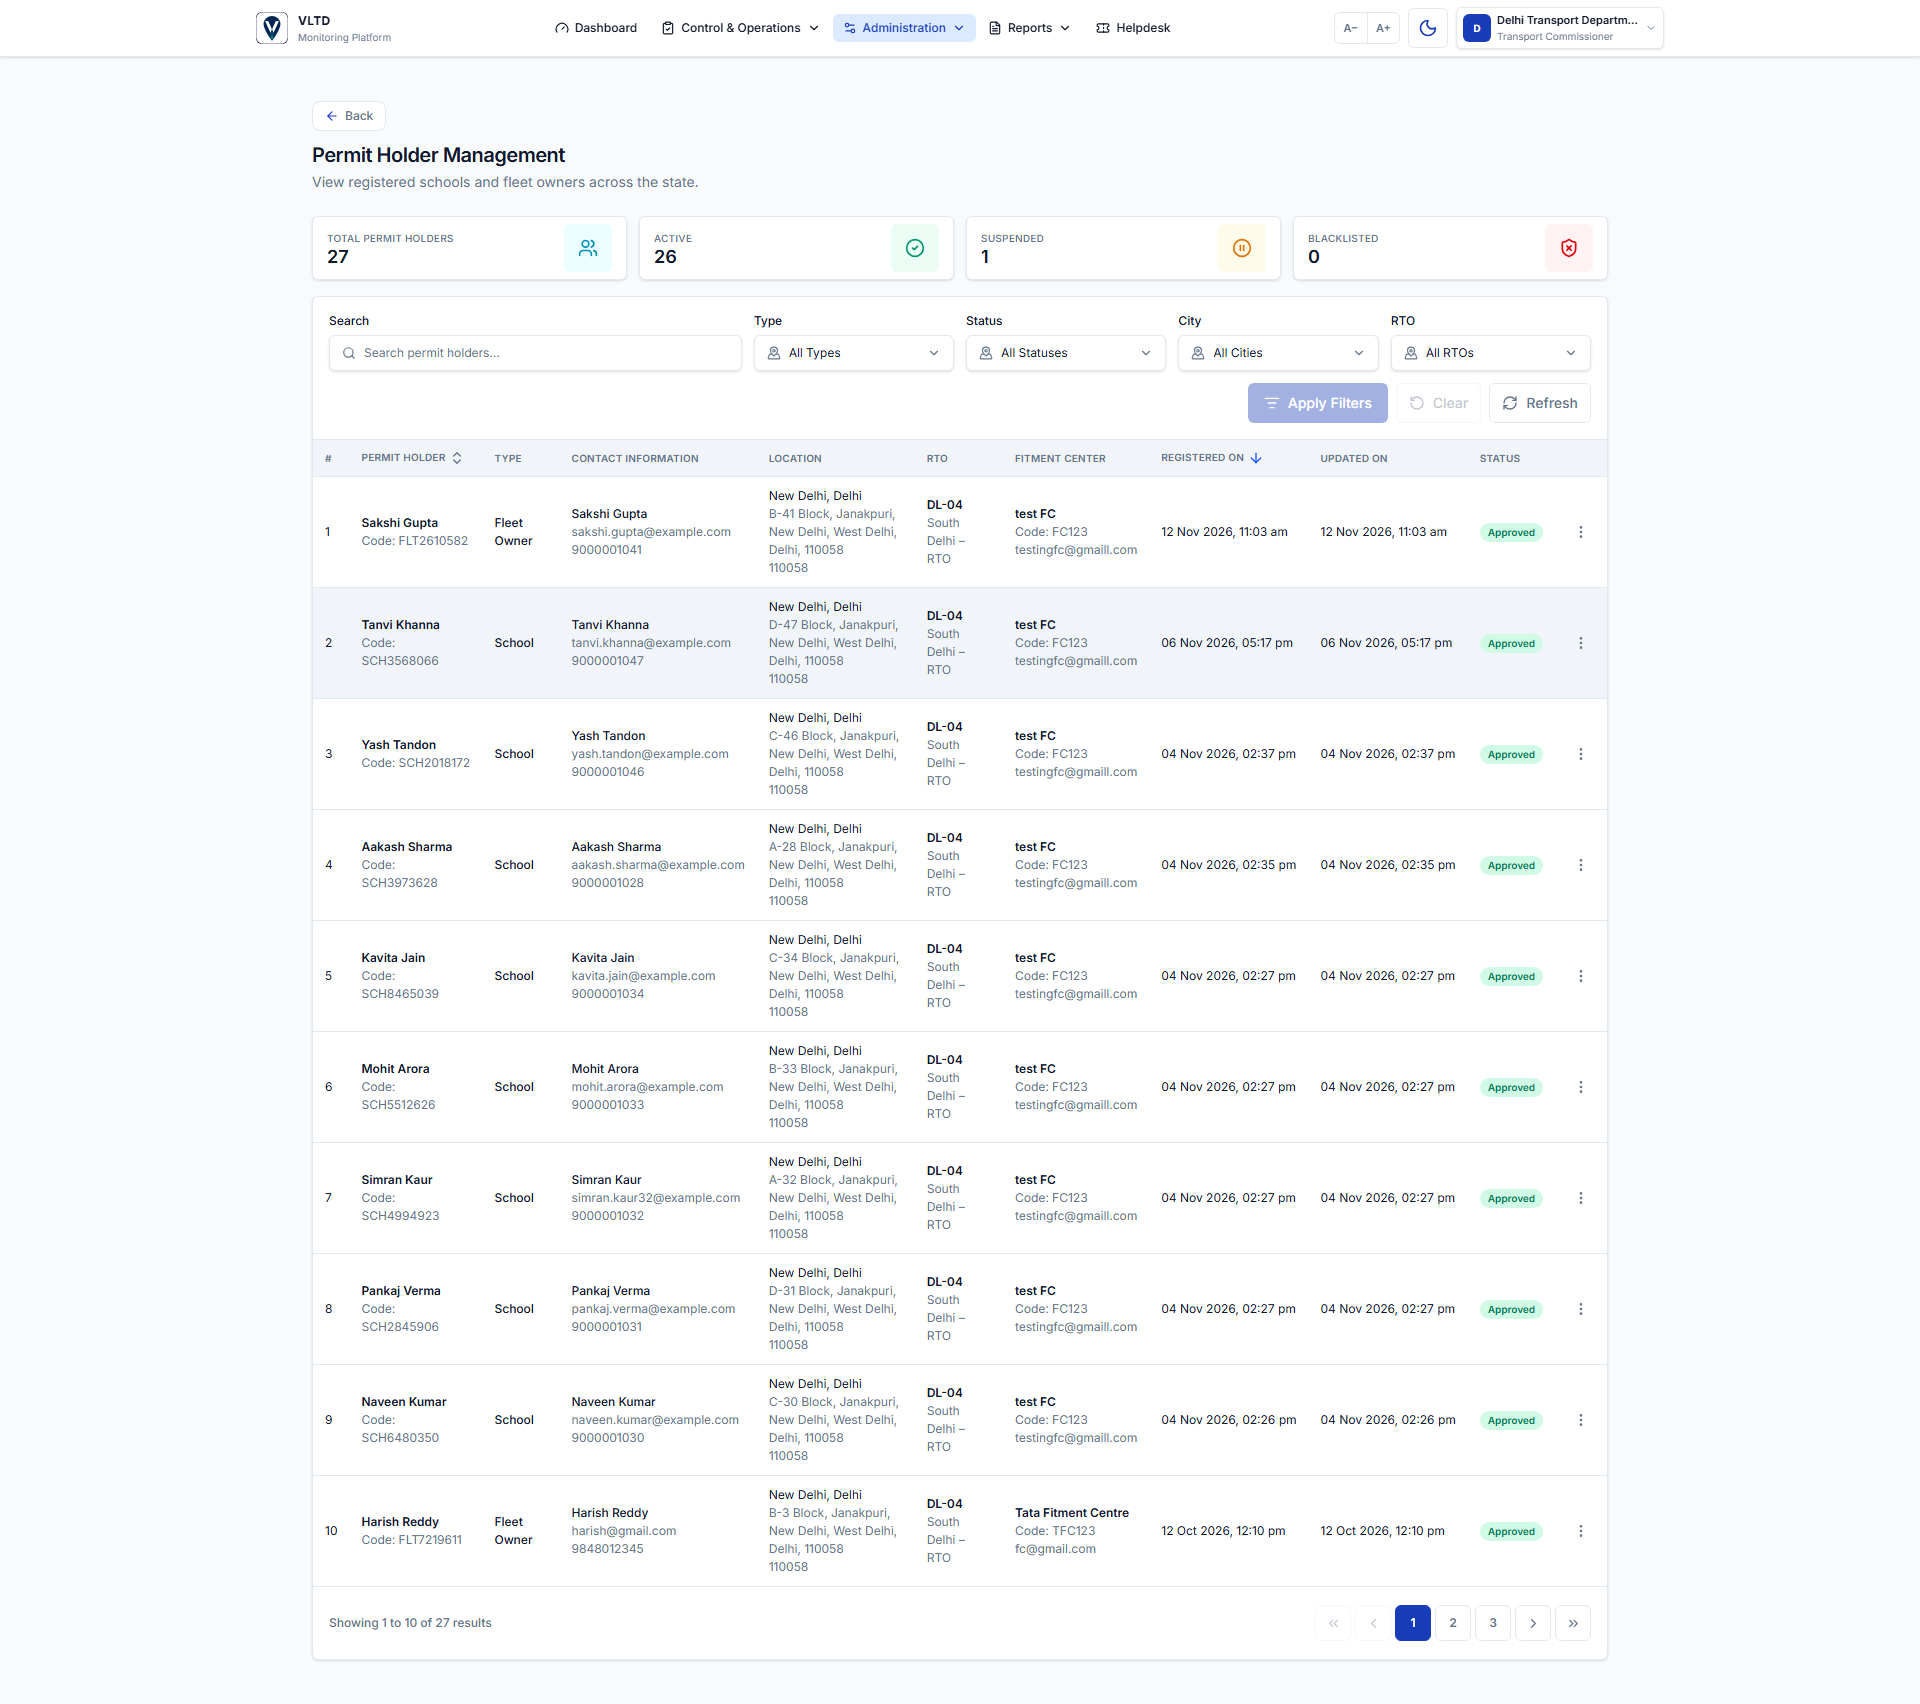 VLTD
Monitoring Platform
Dashboard
Control & Operations
Administration
Reports
Helpdesk
A−
A+
D
Delhi Transport Departm...
Transport Commissioner
Back
Permit Holder Management
View registered schools and fleet owners across the state.
TOTAL PERMIT HOLDERS
27
ACTIVE
26
SUSPENDED
1
BLACKLISTED
0
Search
Search permit holders...
Type
All Types
Status
All Statuses
City
All Cities
RTO
All RTOs
Apply Filters
Clear
Refresh
# PERMIT HOLDER TYPE CONTACT INFORMATION LOCATION RTO FITMENT CENTER REGISTERED ON UPDATED ON STATUS
1
Sakshi Gupta
Code: FLT2610582
Fleet
Owner
Sakshi Gupta
sakshi.gupta@example.com
9000001041
New Delhi, Delhi
B-41 Block, Janakpuri,
New Delhi, West Delhi,
Delhi, 110058
110058
DL-04
South
Delhi –
RTO
test FC
Code: FC123
testingfc@gmaill.com
12 Nov 2026, 11:03 am
12 Nov 2026, 11:03 am
Approved
2
Tanvi Khanna
Code:
SCH3568066
School
Tanvi Khanna
tanvi.khanna@example.com
9000001047
New Delhi, Delhi
D-47 Block, Janakpuri,
New Delhi, West Delhi,
Delhi, 110058
110058
DL-04
South
Delhi –
RTO
test FC
Code: FC123
testingfc@gmaill.com
06 Nov 2026, 05:17 pm
06 Nov 2026, 05:17 pm
Approved
3
Yash Tandon
Code: SCH2018172
School
Yash Tandon
yash.tandon@example.com
9000001046
New Delhi, Delhi
C-46 Block, Janakpuri,
New Delhi, West Delhi,
Delhi, 110058
110058
DL-04
South
Delhi –
RTO
test FC
Code: FC123
testingfc@gmaill.com
04 Nov 2026, 02:37 pm
04 Nov 2026, 02:37 pm
Approved
4
Aakash Sharma
Code:
SCH3973628
School
Aakash Sharma
aakash.sharma@example.com
9000001028
New Delhi, Delhi
A-28 Block, Janakpuri,
New Delhi, West Delhi,
Delhi, 110058
110058
DL-04
South
Delhi –
RTO
test FC
Code: FC123
testingfc@gmaill.com
04 Nov 2026, 02:35 pm
04 Nov 2026, 02:35 pm
Approved
5
Kavita Jain
Code:
SCH8465039
School
Kavita Jain
kavita.jain@example.com
9000001034
New Delhi, Delhi
C-34 Block, Janakpuri,
New Delhi, West Delhi,
Delhi, 110058
110058
DL-04
South
Delhi –
RTO
test FC
Code: FC123
testingfc@gmaill.com
04 Nov 2026, 02:27 pm
04 Nov 2026, 02:27 pm
Approved
6
Mohit Arora
Code:
SCH5512626
School
Mohit Arora
mohit.arora@example.com
9000001033
New Delhi, Delhi
B-33 Block, Janakpuri,
New Delhi, West Delhi,
Delhi, 110058
110058
DL-04
South
Delhi –
RTO
test FC
Code: FC123
testingfc@gmaill.com
04 Nov 2026, 02:27 pm
04 Nov 2026, 02:27 pm
Approved
7
Simran Kaur
Code:
SCH4994923
School
Simran Kaur
simran.kaur32@example.com
9000001032
New Delhi, Delhi
A-32 Block, Janakpuri,
New Delhi, West Delhi,
Delhi, 110058
110058
DL-04
South
Delhi –
RTO
test FC
Code: FC123
testingfc@gmaill.com
04 Nov 2026, 02:27 pm
04 Nov 2026, 02:27 pm
Approved
8
Pankaj Verma
Code:
SCH2845906
School
Pankaj Verma
pankaj.verma@example.com
9000001031
New Delhi, Delhi
D-31 Block, Janakpuri,
New Delhi, West Delhi,
Delhi, 110058
110058
DL-04
South
Delhi –
RTO
test FC
Code: FC123
testingfc@gmaill.com
04 Nov 2026, 02:27 pm
04 Nov 2026, 02:27 pm
Approved
9
Naveen Kumar
Code:
SCH6480350
School
Naveen Kumar
naveen.kumar@example.com
9000001030
New Delhi, Delhi
C-30 Block, Janakpuri,
New Delhi, West Delhi,
Delhi, 110058
110058
DL-04
South
Delhi –
RTO
test FC
Code: FC123
testingfc@gmaill.com
04 Nov 2026, 02:26 pm
04 Nov 2026, 02:26 pm
Approved
10
Harish Reddy
Code: FLT7219611
Fleet
Owner
Harish Reddy
harish@gmail.com
9848012345
New Delhi, Delhi
B-3 Block, Janakpuri,
New Delhi, West Delhi,
Delhi, 110058
110058
DL-04
South
Delhi –
RTO
Tata Fitment Centre
Code: TFC123
fc@gmail.com
12 Oct 2026, 12:10 pm
12 Oct 2026, 12:10 pm
Approved
Showing 1 to 10 of 27 results
« ‹ 1 2 3 › »